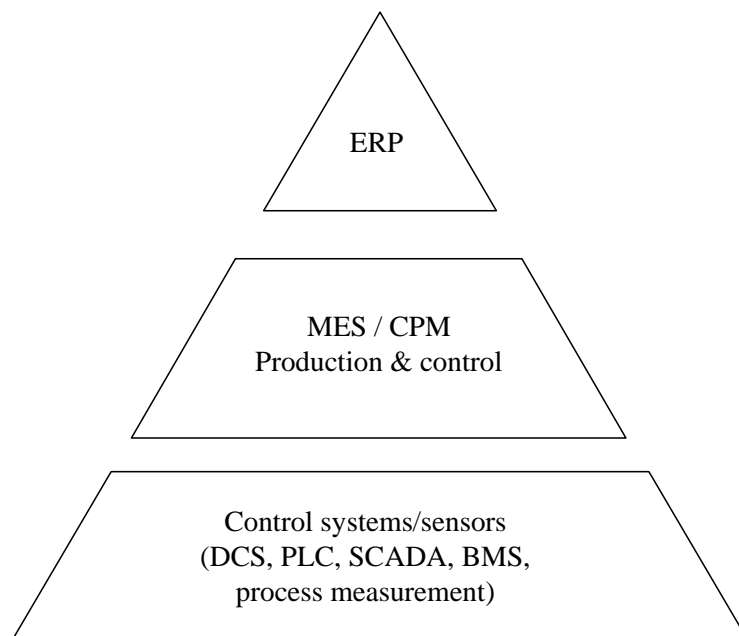 ERP
MES / CPM
Production & control
Control systems/sensors
(DCS, PLC, SCADA, BMS,
process measurement)